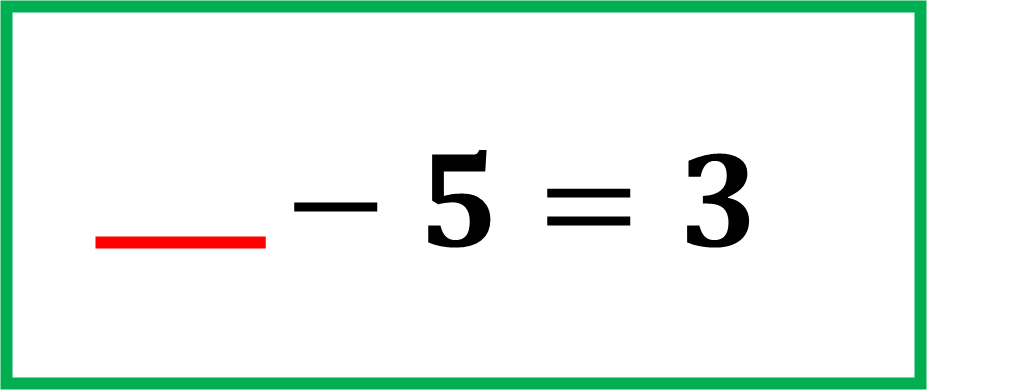 ___ − 5 = 3